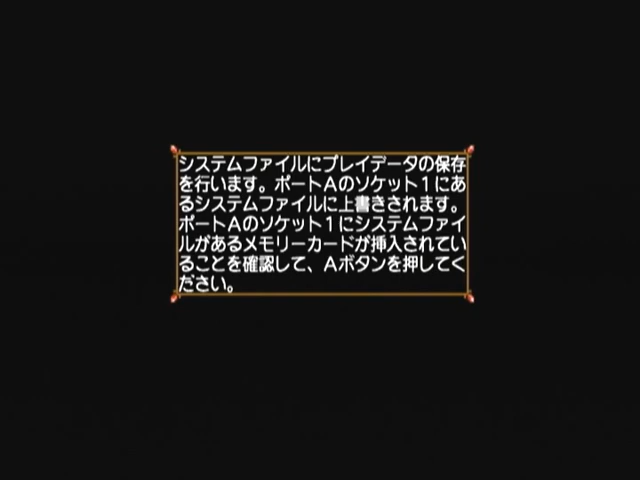 システムファイルにプレイデータの保存
を行います。ポートAのソケット1にあ
るシステムファイルに上書きされます。
ポートAのソケット1にシステムファイ
ルがあるメモリーカードが挿入されてい
ることを確認して、Aボタンを押してく
ださい。